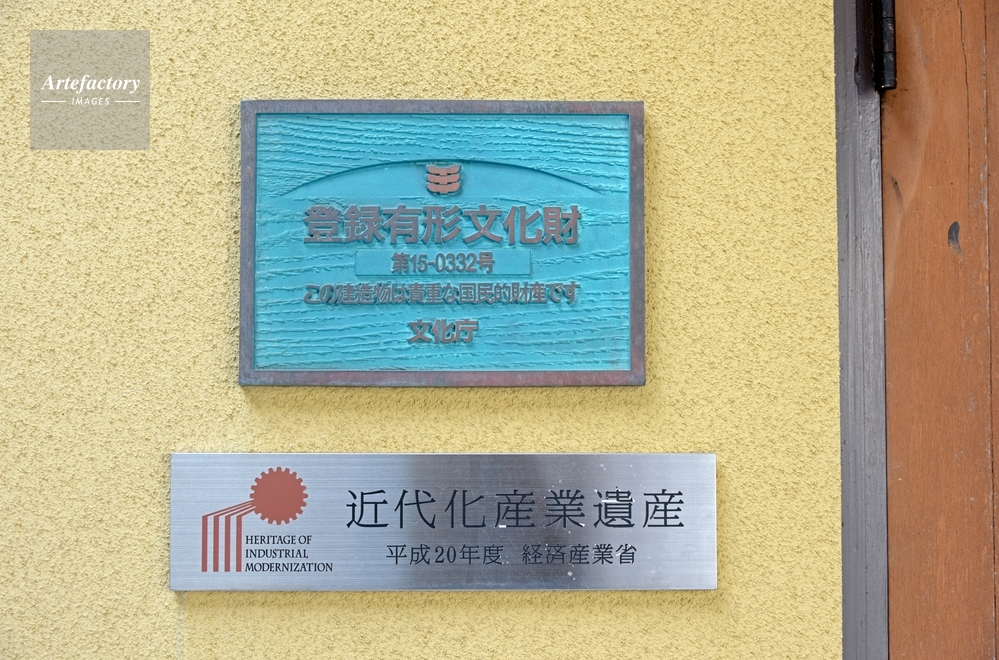 Artefactory
IMAGES
登録有形文化財
第15-0332号
この建造物は貴重な国民的財産です
文化庁
近代化産業遺産
HERITAGE OF
INDUSTRIAL
MODERNIZATION
平成20年度 経済産業省